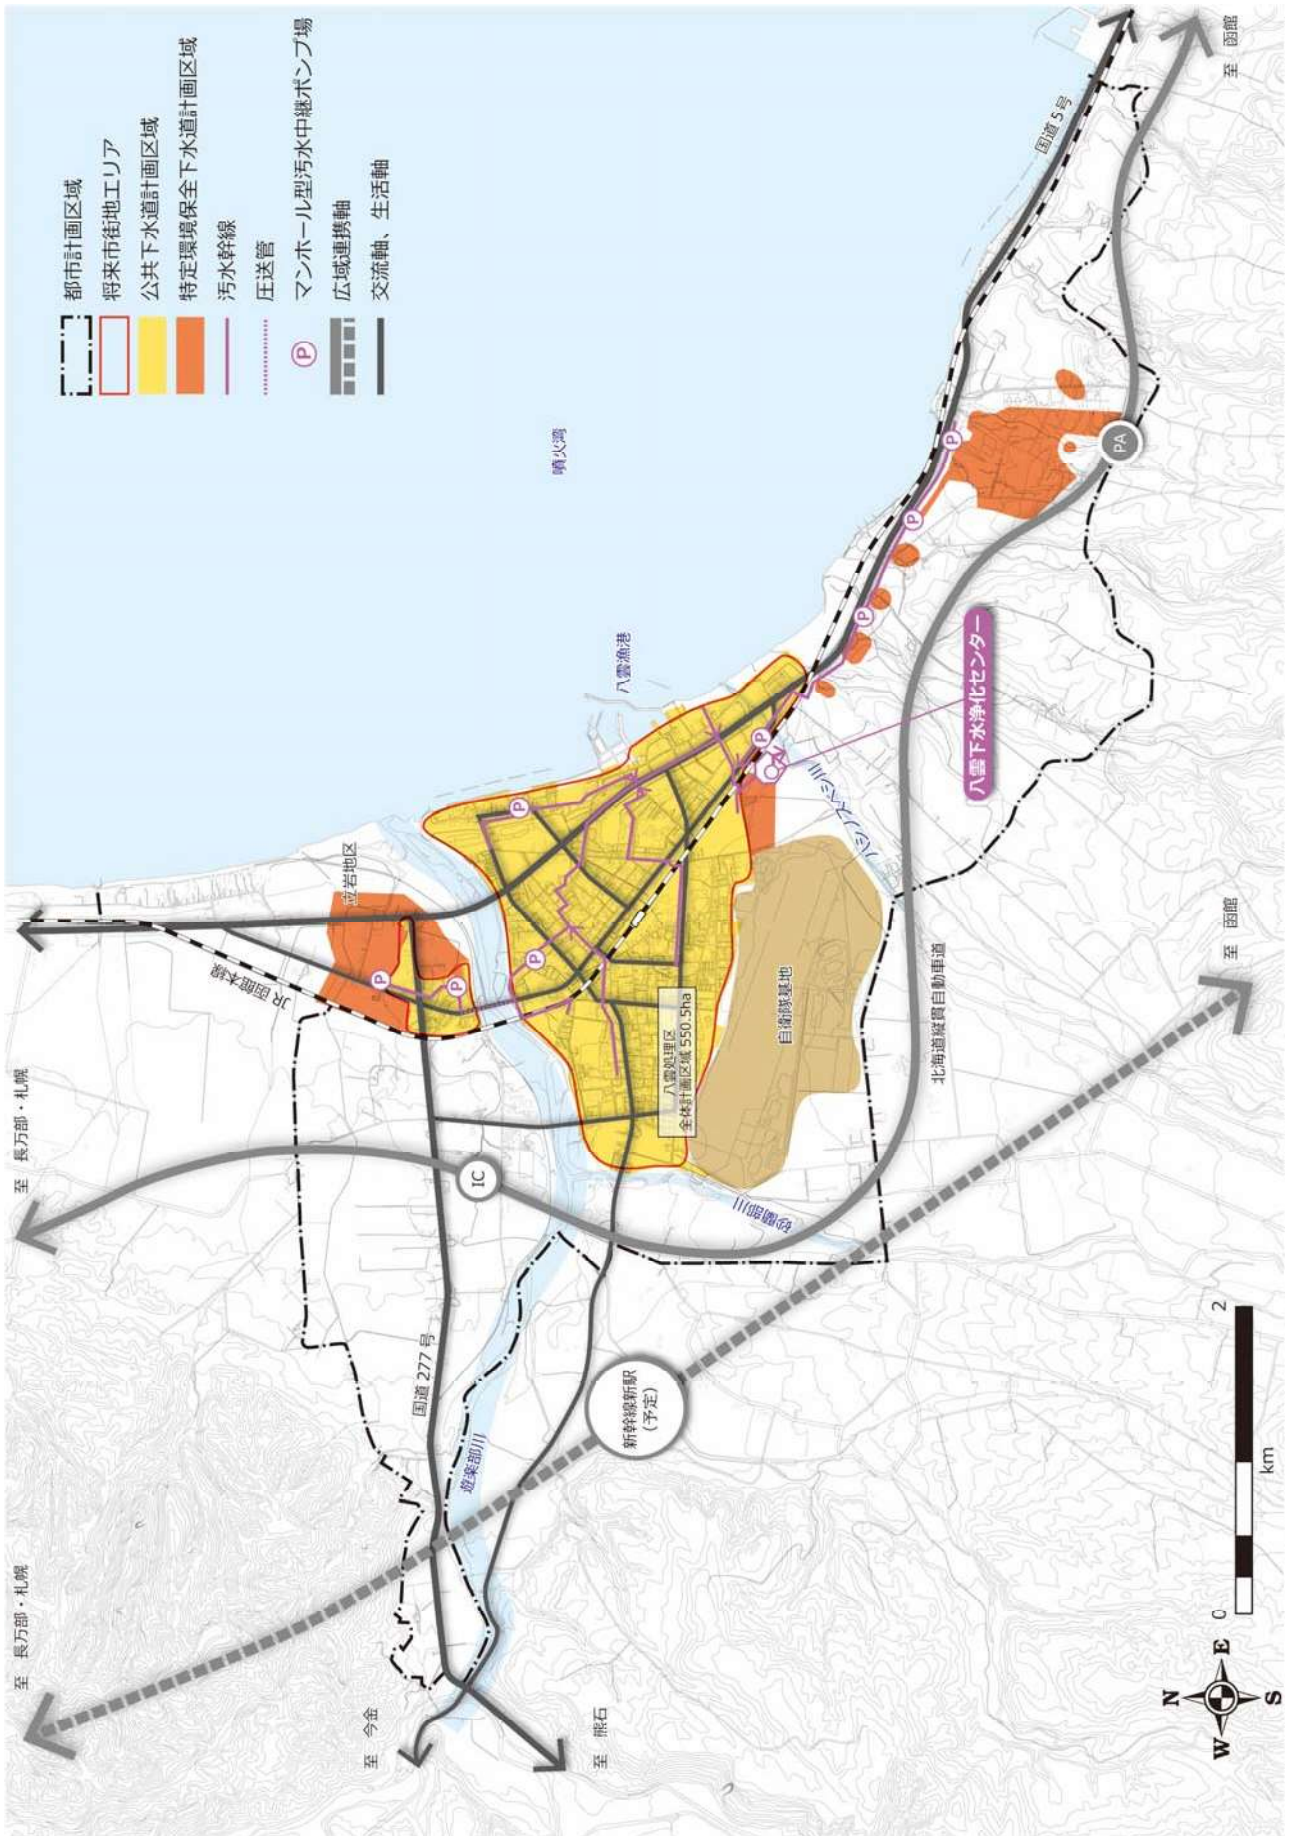 都市計画区域
将来市街地エリア
公共下水道計画区域
特定環境保全下水道計画区域
汚水幹線
圧送管
P
マンホール型汚水中継ポンプ場
広域連携軸
交流軸、生活軸
至 長万部・札幌
至 長万部・札幌
至 今金
至 熊石
国道277号
遊楽部川
新幹線新駅
(予定)
IC
JR函館本線
立岩地区
P
P
P
P
P
P
P
P
P
噴火湾
八雲漁港
八雲処理区
全体計画区域 550.5ha
自衛隊基地
砂蘭部川
ハシノスベシ川
八雲下水浄化センター
北海道縦貫自動車道
国道5号
PA
至 函館
至 函館
N
W
E
S
0
2
km